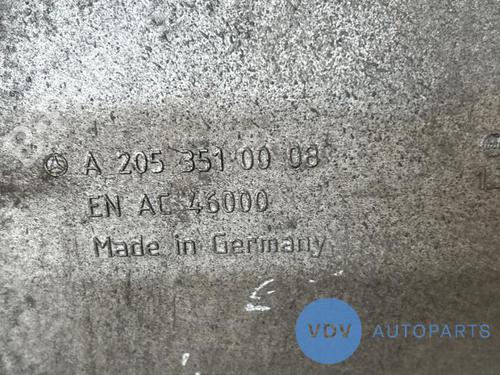 A 205 351 00 08
EN AC 46000
Made in Germany
VDV AUTOPARTS